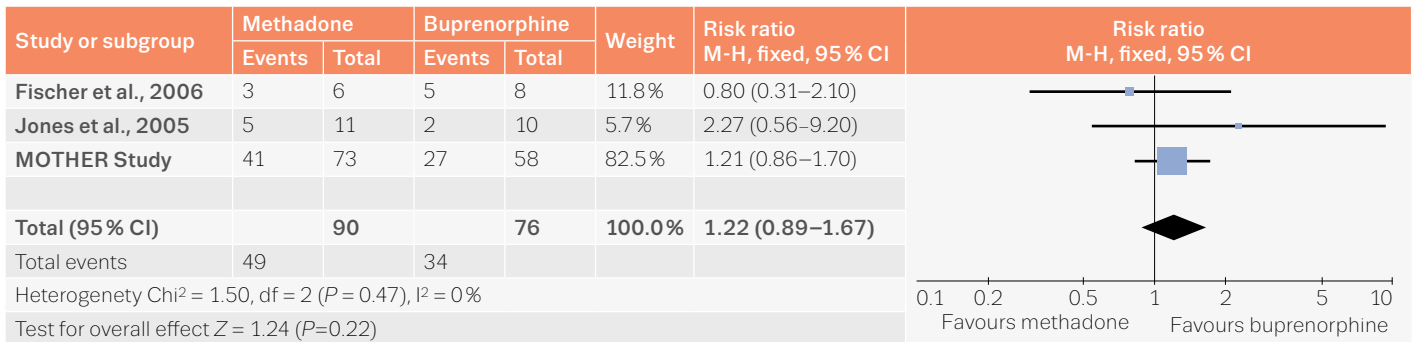 Study or subgroup Methadone Buprenorphine Weight Risk ratio M-H, fixed, 95% CI Risk ratio M-H, fixed, 95% CI
Events Total Events Total
Fischer et al., 2006 3 6 5 8 11.8% 0.80 (0.31–2.10)
Jones et al., 2005 5 11 2 10 5.7% 2.27 (0.56–9.20)
MOTHER Study 41 73 27 58 82.5% 1.21 (0.86–1.70)
Total (95% CI) 90 76 100.0% 1.22 (0.89–1.67)
Total events 49 34
Heterogenety Chi² = 1.50, df = 2 (P = 0.47), I² = 0%
Test for overall effect Z = 1.24 (P=0.22)
0.1 0.2 0.5 1 2 5 10
Favours methadone Favours buprenorphine